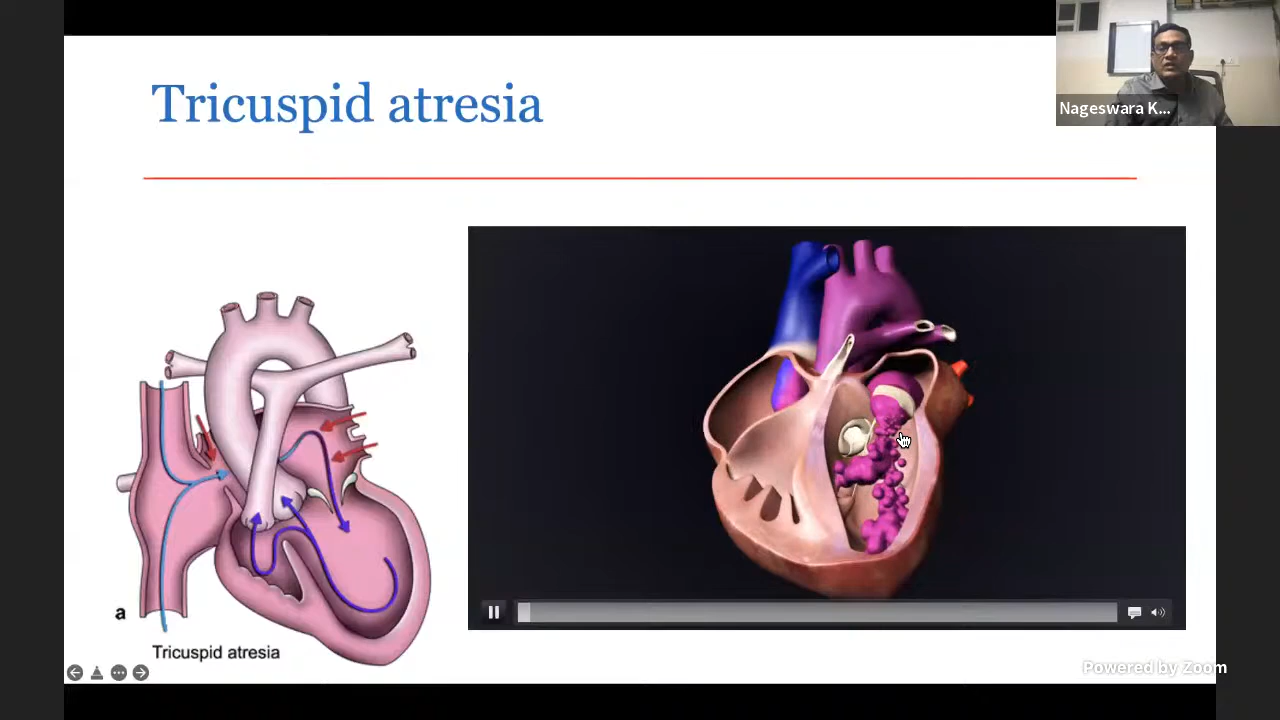 Tricuspid atresia
Nageswara K...
a
Tricuspid atresia
Powered by Zoom